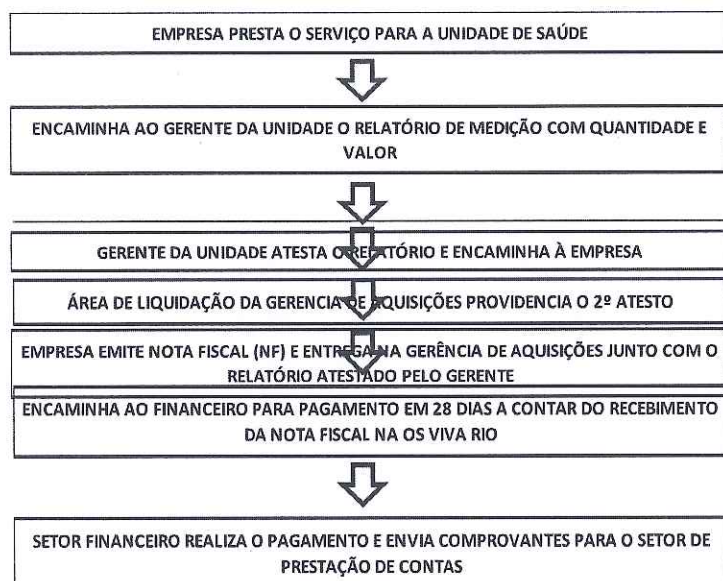 EMPRESA PRESTA O SERVIÇO PARA A UNIDADE DE SAÚDE
ENCAMINHA AO GERENTE DA UNIDADE O RELATÓRIO DE MEDIÇÃO COM QUANTIDADE E
VALOR
GERENTE DA UNIDADE ATESTA O RELATÓRIO E ENCAMINHA À EMPRESA
ÁREA DE LIQUIDAÇÃO DA GERENCIA DE AQUISIÇÕES PROVIDENCIA O 2º ATESTO
EMPRESA EMITE NOTA FISCAL (NF) E ENTREGA NA GERÊNCIA DE AQUISIÇÕES JUNTO COM O
RELATÓRIO ATESTADO PELO GERENTE
ENCAMINHA AO FINANCEIRO PARA PAGAMENTO EM 28 DIAS A CONTAR DO RECEBIMENTO
DA NOTA FISCAL NA OS VIVA RIO
SETOR FINANCEIRO REALIZA O PAGAMENTO E ENVIA COMPROVANTES PARA O SETOR DE
PRESTAÇÃO DE CONTAS